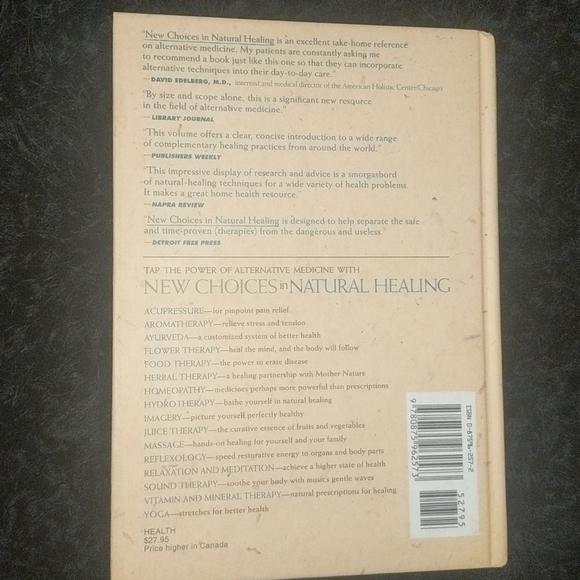 "New Choices in Natural Healing is an excellent take-home reference
on alternative medicine. My patients are constantly asking me
to recommend a book just like this one so that they can incorporate
alternative techniques into their day-to-day care."
—DAVID EDELBERG, M.D., internist and medical director of the American Holistic Center/Chicago
"By size and scope alone, this is a significant new resource
in the field of alternative medicine."
—LIBRARY JOURNAL
"This volume offers a clear, concise introduction to a wide range
of complementary healing practices from around the world."
—PUBLISHERS WEEKLY
"This impressive display of research and advice is a smorgasbord
of natural-healing techniques for a wide variety of health problems.
It makes a great home health resource."
—NAPRA REVIEW
"New Choices in Natural Healing is designed to help separate the safe
and time-proven (therapies) from the dangerous and useless."
—DETROIT FREE PRESS
TAP THE POWER OF ALTERNATIVE MEDICINE WITH
NEW CHOICES in NATURAL HEALING
ACUPRESSURE—for pinpoint pain relief
AROMATHERAPY—relieve stress and tension
AYURVEDA—a customized system of better health
FLOWER THERAPY—heal the mind, and the body will follow
FOOD THERAPY—the power to erase disease
HERBAL THERAPY—a healing partnership with Mother Nature
HOMEOPATHY—medicines perhaps more powerful than prescriptions
HYDROTHERAPY—bathe yourself in natural healing
IMAGERY—picture yourself perfectly healthy
JUICE THERAPY—the curative essence of fruits and vegetables
MASSAGE—hands-on healing for yourself and your family
REFLEXOLOGY—speed restorative energy to organs and body parts
RELAXATION AND MEDITATION—achieve a higher state of health
SOUND THERAPY—soothe your body with music's gentle waves
VITAMIN AND MINERAL THERAPY—natural prescriptions for healing
YOGA—stretches for better health
HEALTH
$27.95
Price higher in Canada
ISBN 0-87596-257-2
9 780875 962573
52795